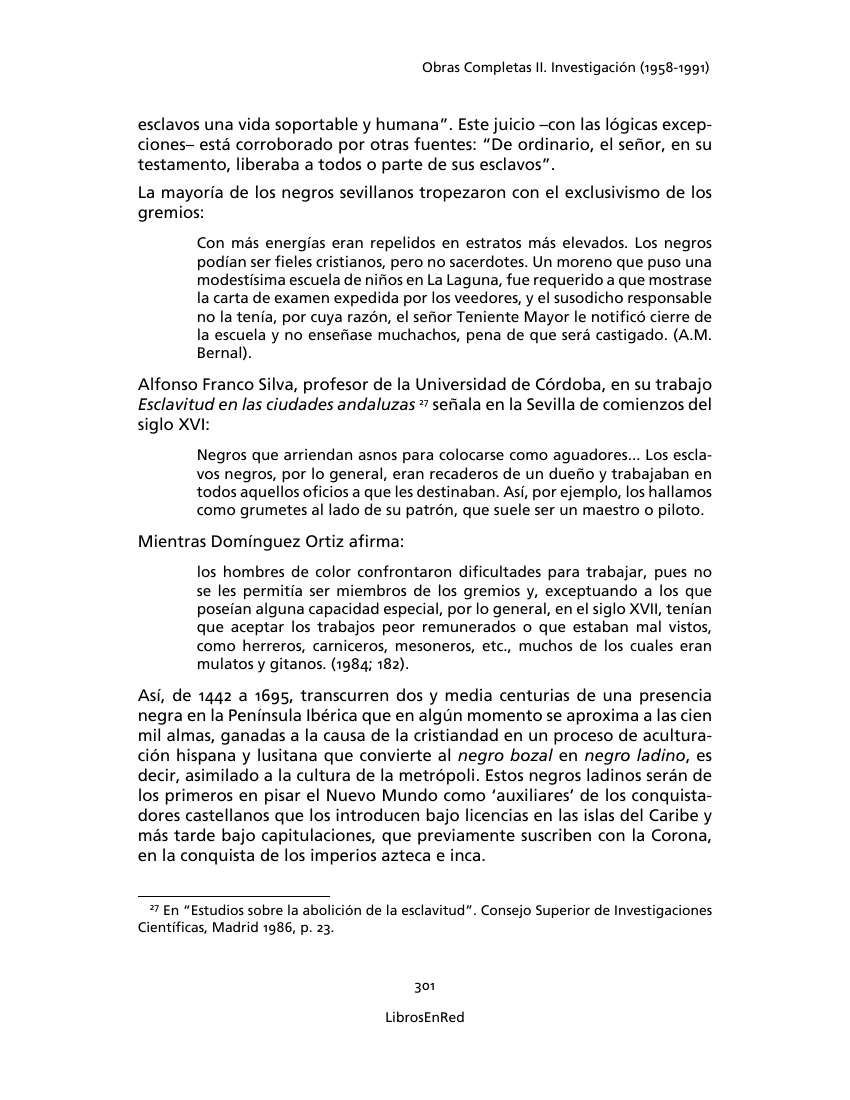 Obras Completas II. Investigación (1958-1991)
esclavos una vida soportable y humana”. Este juicio –con las lógicas excep-
ciones– está corroborado por otras fuentes: “De ordinario, el señor, en su
testamento, liberaba a todos o parte de sus esclavos”.
La mayoría de los negros sevillanos tropezaron con el exclusivismo de los
gremios:
Con más energías eran repelidos en estratos más elevados. Los negros
podían ser fieles cristianos, pero no sacerdotes. Un moreno que puso una
modestísima escuela de niños en La Laguna, fue requerido a que mostrase
la carta de examen expedida por los veedores, y el susodicho responsable
no la tenía, por cuya razón, el señor Teniente Mayor le notificó cierre de
la escuela y no enseñase muchachos, pena de que será castigado. (A.M.
Bernal).
Alfonso Franco Silva, profesor de la Universidad de Córdoba, en su trabajo
Esclavitud en las ciudades andaluzas 27 señala en la Sevilla de comienzos del
siglo XVI:
Negros que arriendan asnos para colocarse como aguadores... Los escla-
vos negros, por lo general, eran recaderos de un dueño y trabajaban en
todos aquellos oficios a que les destinaban. Así, por ejemplo, los hallamos
como grumetes al lado de su patrón, que suele ser un maestro o piloto.
Mientras Domínguez Ortiz afirma:
los hombres de color confrontaron dificultades para trabajar, pues no
se les permitía ser miembros de los gremios y, exceptuando a los que
poseían alguna capacidad especial, por lo general, en el siglo XVII, tenían
que aceptar los trabajos peor remunerados o que estaban mal vistos,
como herreros, carniceros, mesoneros, etc., muchos de los cuales eran
mulatos y gitanos. (1984; 182).
Así, de 1442 a 1695, transcurren dos y media centurias de una presencia
negra en la Península Ibérica que en algún momento se aproxima a las cien
mil almas, ganadas a la causa de la cristiandad en un proceso de acultura-
ción hispana y lusitana que convierte al negro bozal en negro ladino, es
decir, asimilado a la cultura de la metrópoli. Estos negros ladinos serán de
los primeros en pisar el Nuevo Mundo como ‘auxiliares’ de los conquista-
dores castellanos que los introducen bajo licencias en las islas del Caribe y
más tarde bajo capitulaciones, que previamente suscriben con la Corona,
en la conquista de los imperios azteca e inca.
27 En “Estudios sobre la abolición de la esclavitud”. Consejo Superior de Investigaciones
Científicas, Madrid 1986, p. 23.
301
LibrosEnRed